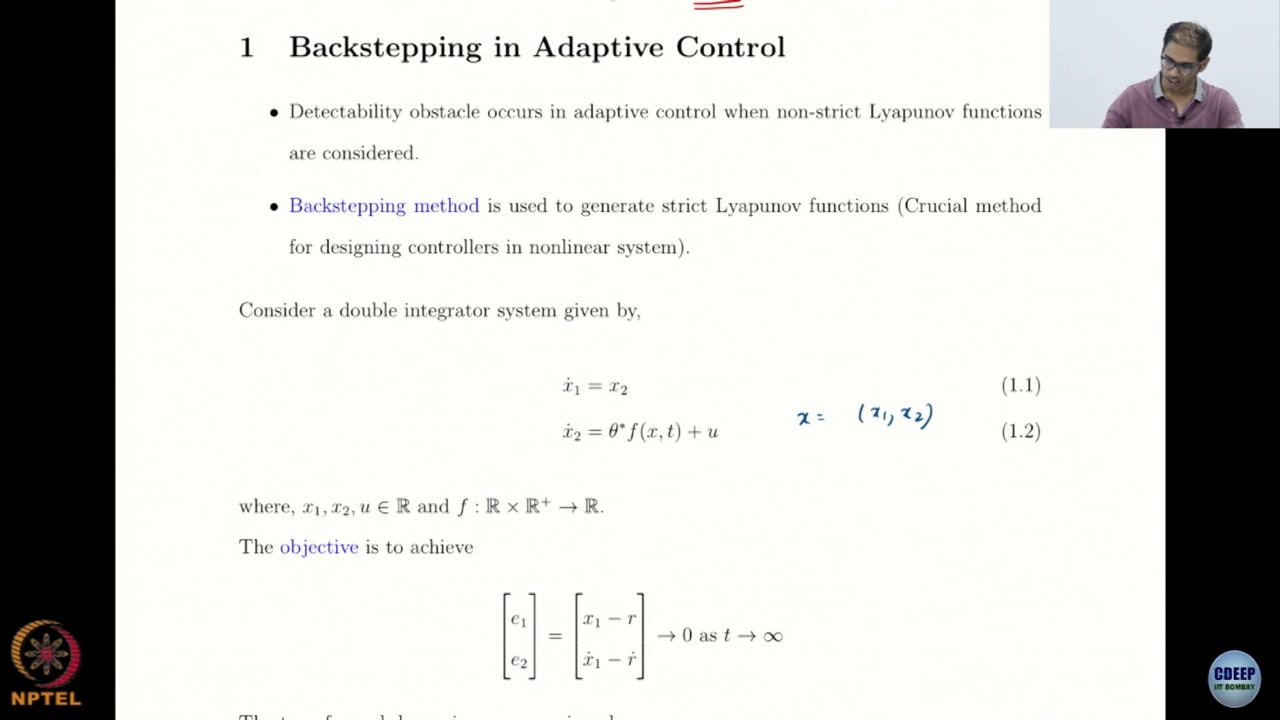 1 Backstepping in Adaptive Control
• Detectability obstacle occurs in adaptive control when non-strict Lyapunov functions
are considered.
• Backstepping method is used to generate strict Lyapunov functions (Crucial method
for designing controllers in nonlinear system).
Consider a double integrator system given by,
ẋ₁ = x₂ (1.1)
x = (x₁, x₂)
ẋ₂ = θ* f(x, t) + u (1.2)
where, x₁, x₂, u ∈ ℝ and f : ℝ × ℝ⁺ → ℝ.
The objective is to achieve
[e₁ e₂] = [x₁ − r ẋ₁ − ṙ] → 0 as t → ∞
NPTEL
CDEEP
IIT BOMBAY